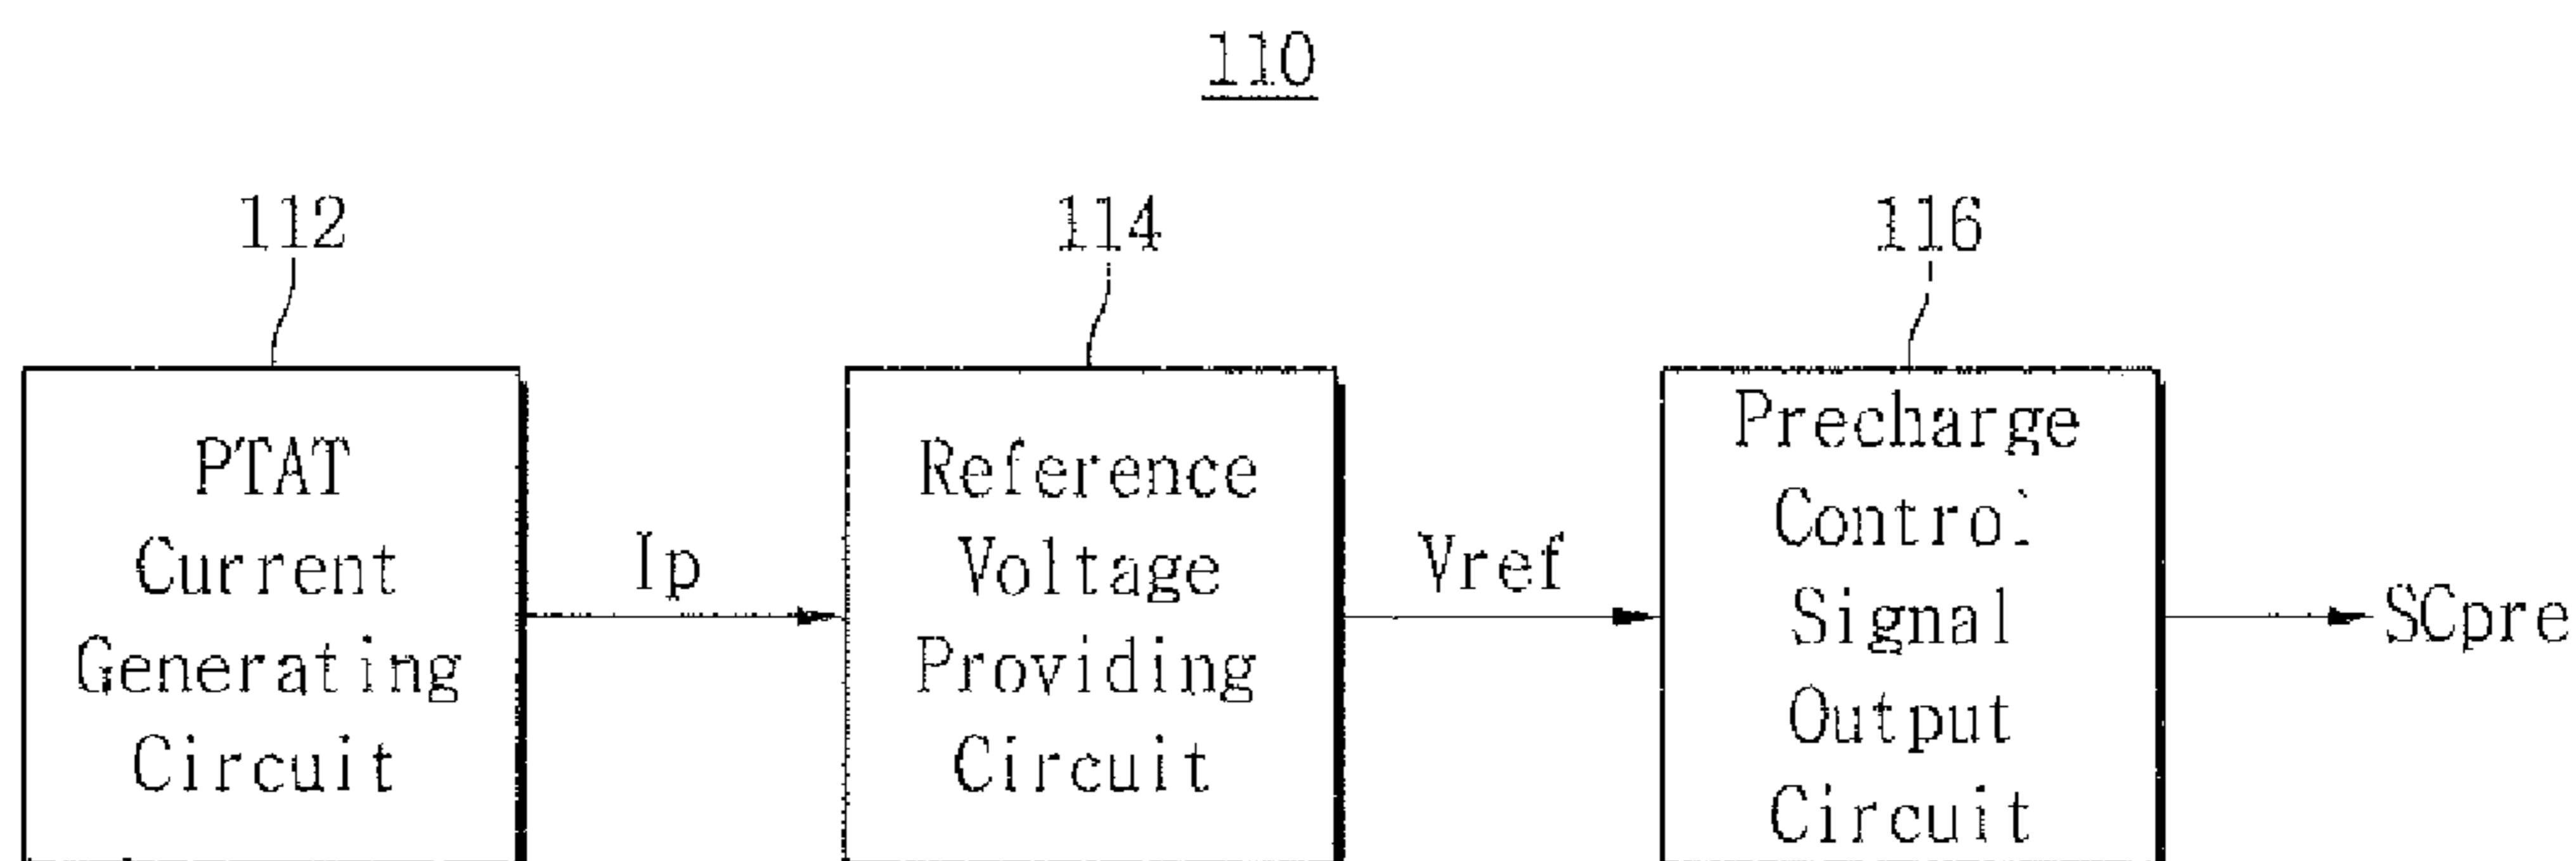 110
112
114
116
PTAT
Current
Generating
Circuit
Ip
Reference
Voltage
Providing
Circuit
Vref
Precharge
Control
Signal
Output
Circuit
SCpre